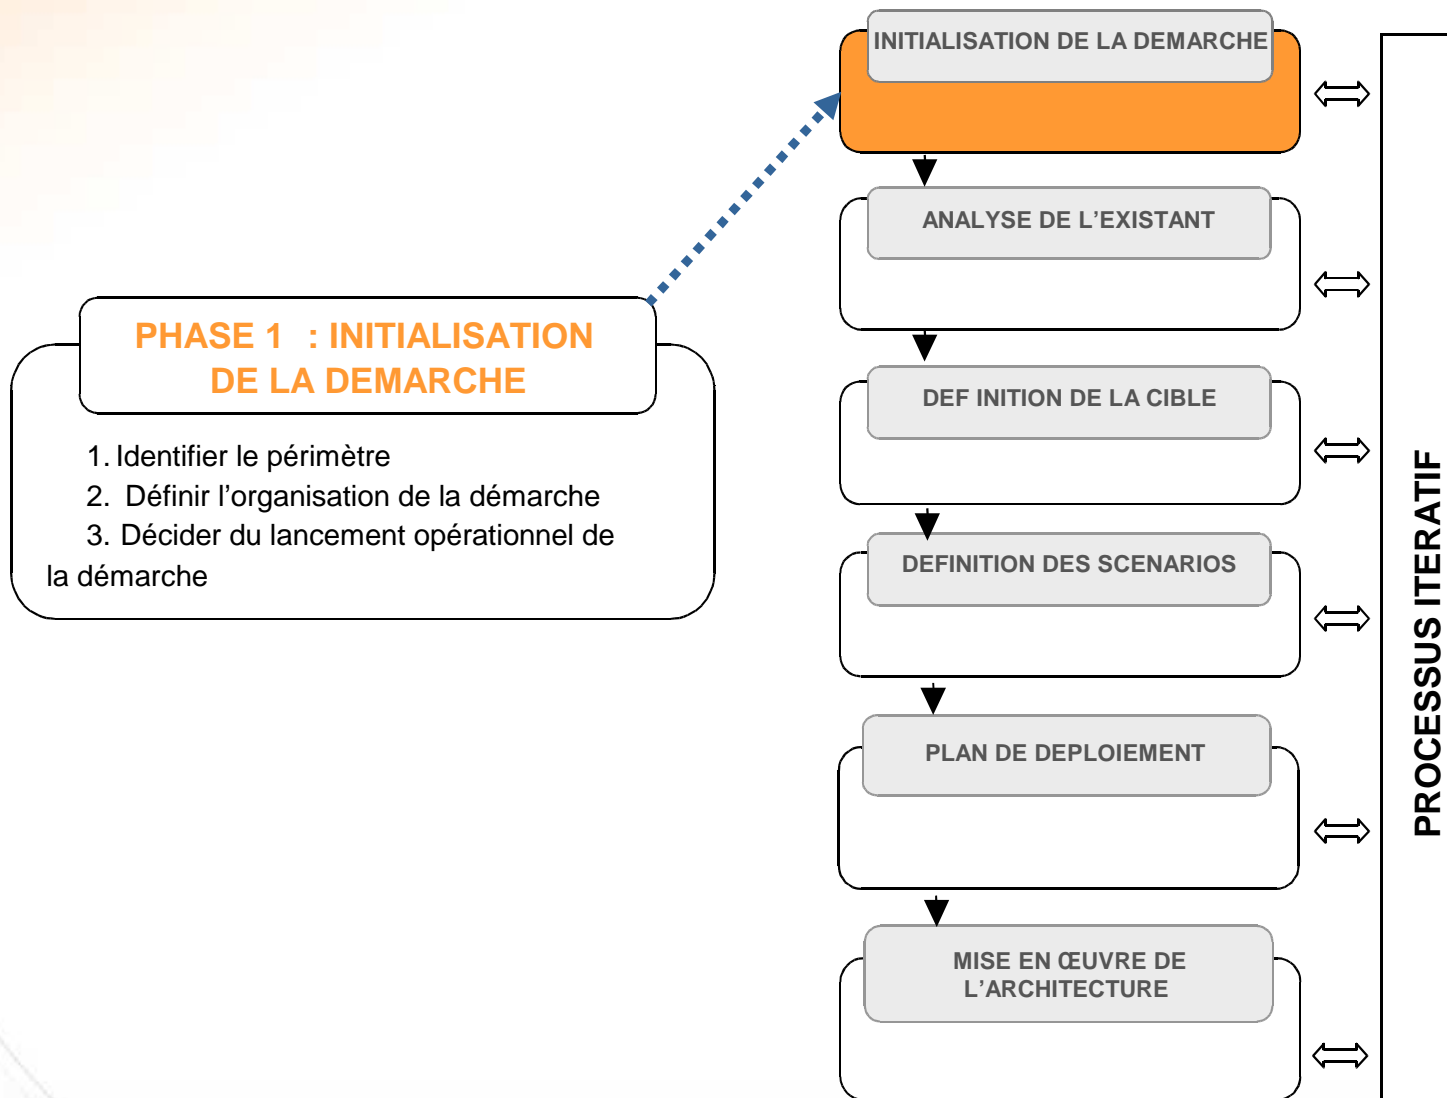 INITIALISATION DE LA DEMARCHE
ANALYSE DE L'EXISTANT
PHASE 1 : INITIALISATION
DE LA DEMARCHE
1. Identifier le périmètre
2. Définir l'organisation de la démarche
3. Décider du lancement opérationnel de
la démarche
DEF INITION DE LA CIBLE
DEFINITION DES SCENARIOS
PLAN DE DEPLOIEMENT
MISE EN ŒUVRE DE
L'ARCHITECTURE
PROCESSUS ITERATIF